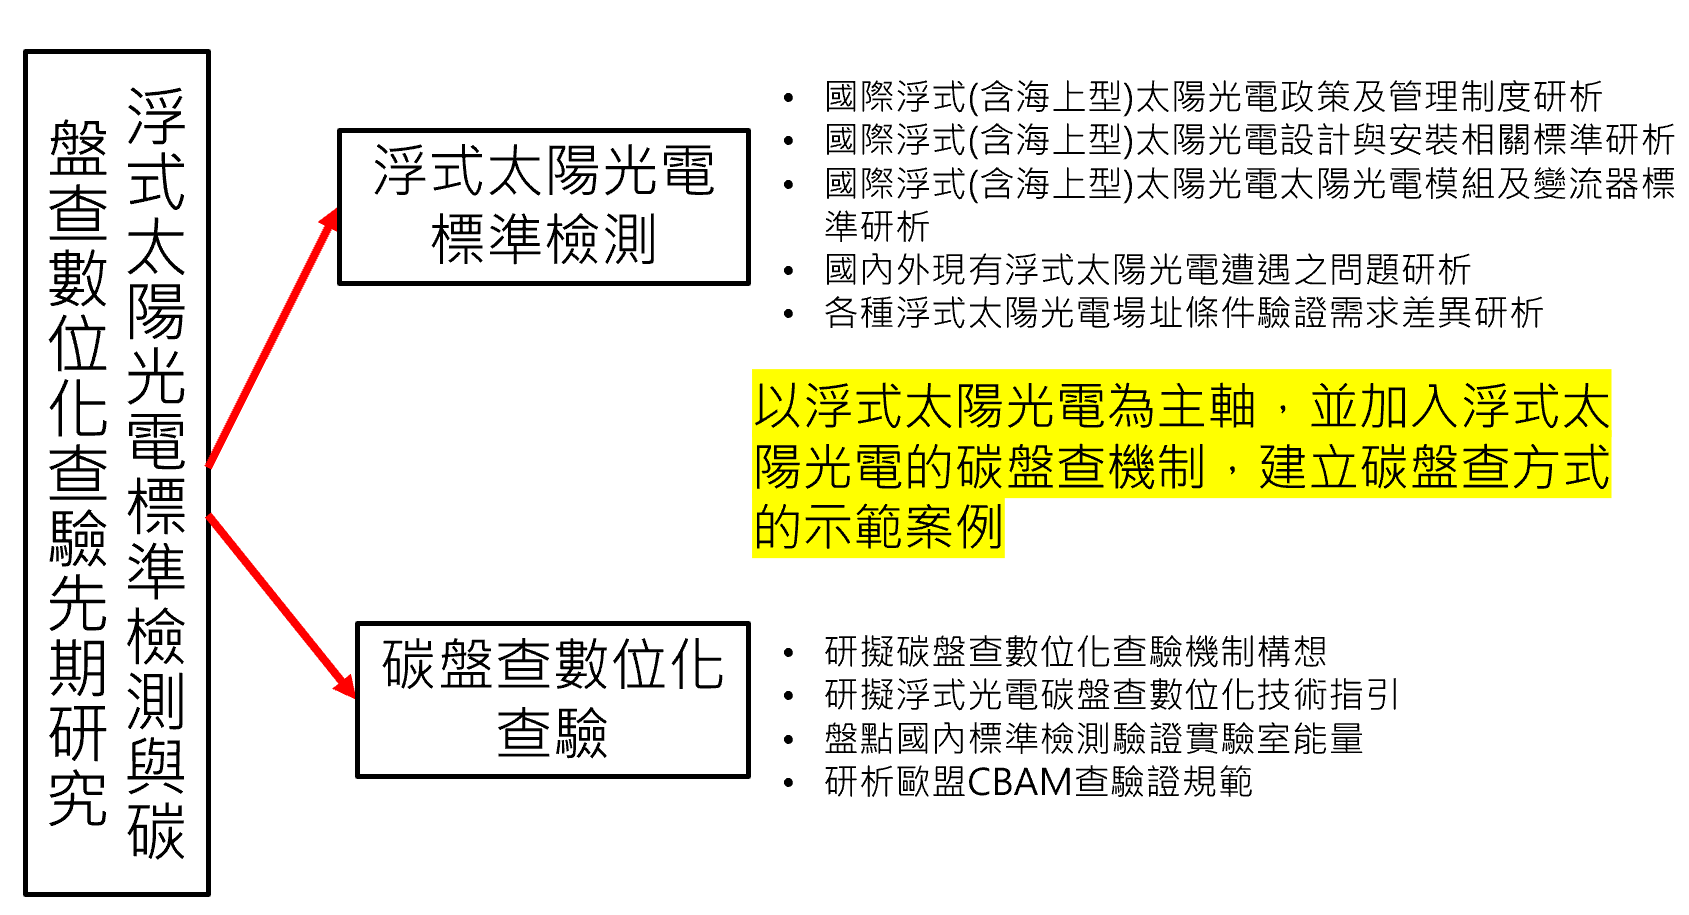 浮式太陽光電標準檢測與碳
盤查數位化查驗先期研究
浮式太陽光電
標準檢測
• 國際浮式(含海上型)太陽光電政策及管理制度研析
• 國際浮式(含海上型)太陽光電設計與安裝相關標準研析
• 國際浮式(含海上型)太陽光電太陽光電模組及變流器標
準研析
• 國內外現有浮式太陽光電遭遇之問題研析
• 各種浮式太陽光電場址條件驗證需求差異研析
以浮式太陽光電為主軸，並加入浮式太
陽光電的碳盤查機制，建立碳盤查方式
的示範案例
碳盤查數位化
查驗
• 研擬碳盤查數位化查驗機制構想
• 研擬浮式光電碳盤查數位化技術指引
• 盤點國內標準檢測驗證實驗室能量
• 研析歐盟CBAM查驗證規範